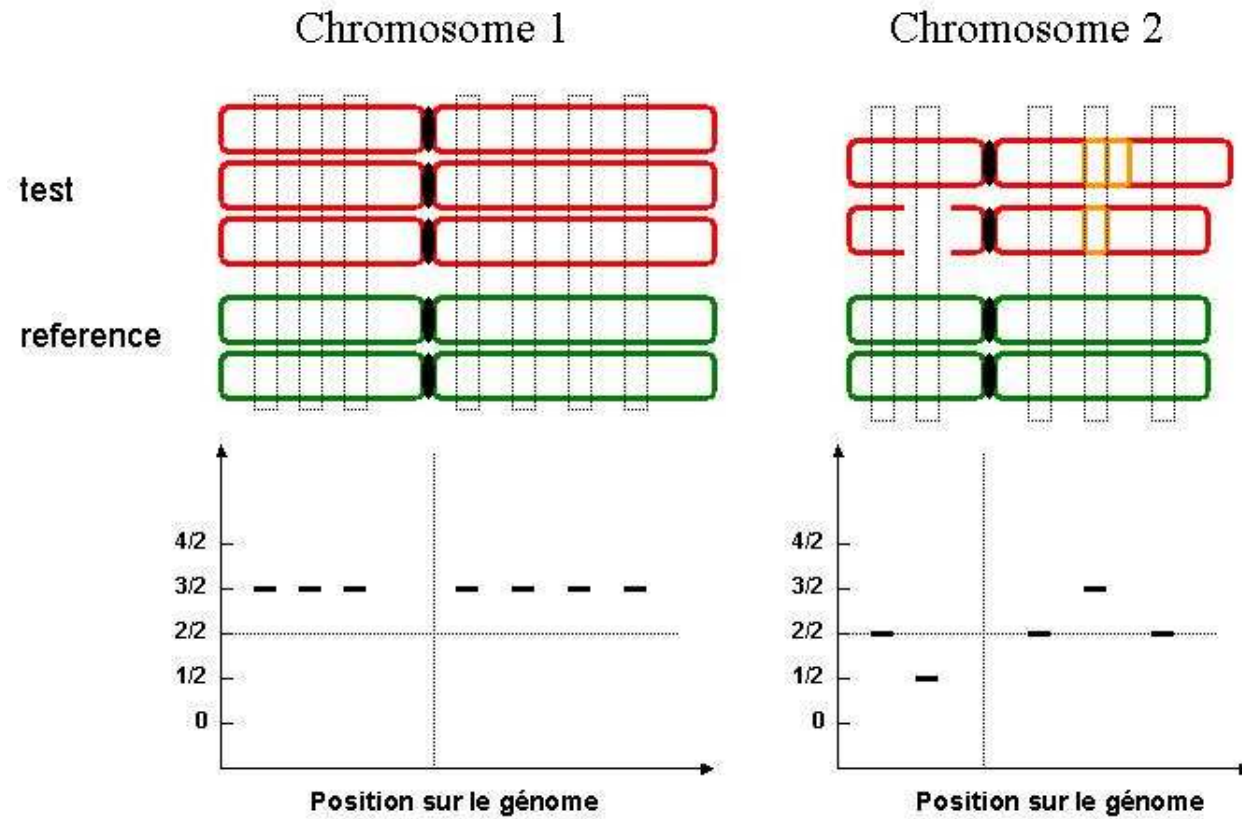 Chromosome 1
Chromosome 2
test
reference
4/2
3/2
2/2
1/2
0
Position sur le génome
4/2
3/2
2/2
1/2
0
Position sur le génome